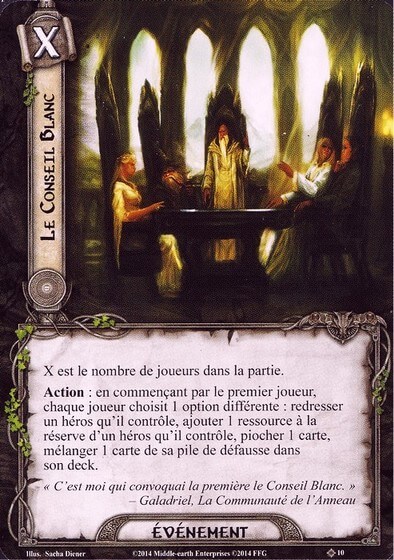 X
Le Conseil Blanc
X est le nombre de joueurs dans la partie.
Action : en commençant par le premier joueur,
chaque joueur choisit 1 option différente : redresser
un héros qu'il contrôle, ajouter 1 ressource à la
réserve d'un héros qu'il contrôle, piocher 1 carte,
mélanger 1 carte de sa pile de défausse dans
son deck.
« C'est moi qui convoquai la première le Conseil Blanc. »
– Galadriel, La Communauté de l'Anneau
ÉVÉNEMENT
Illus. Sacha Diener ©2014 Middle-earth Enterprises ©2014 FFG 10